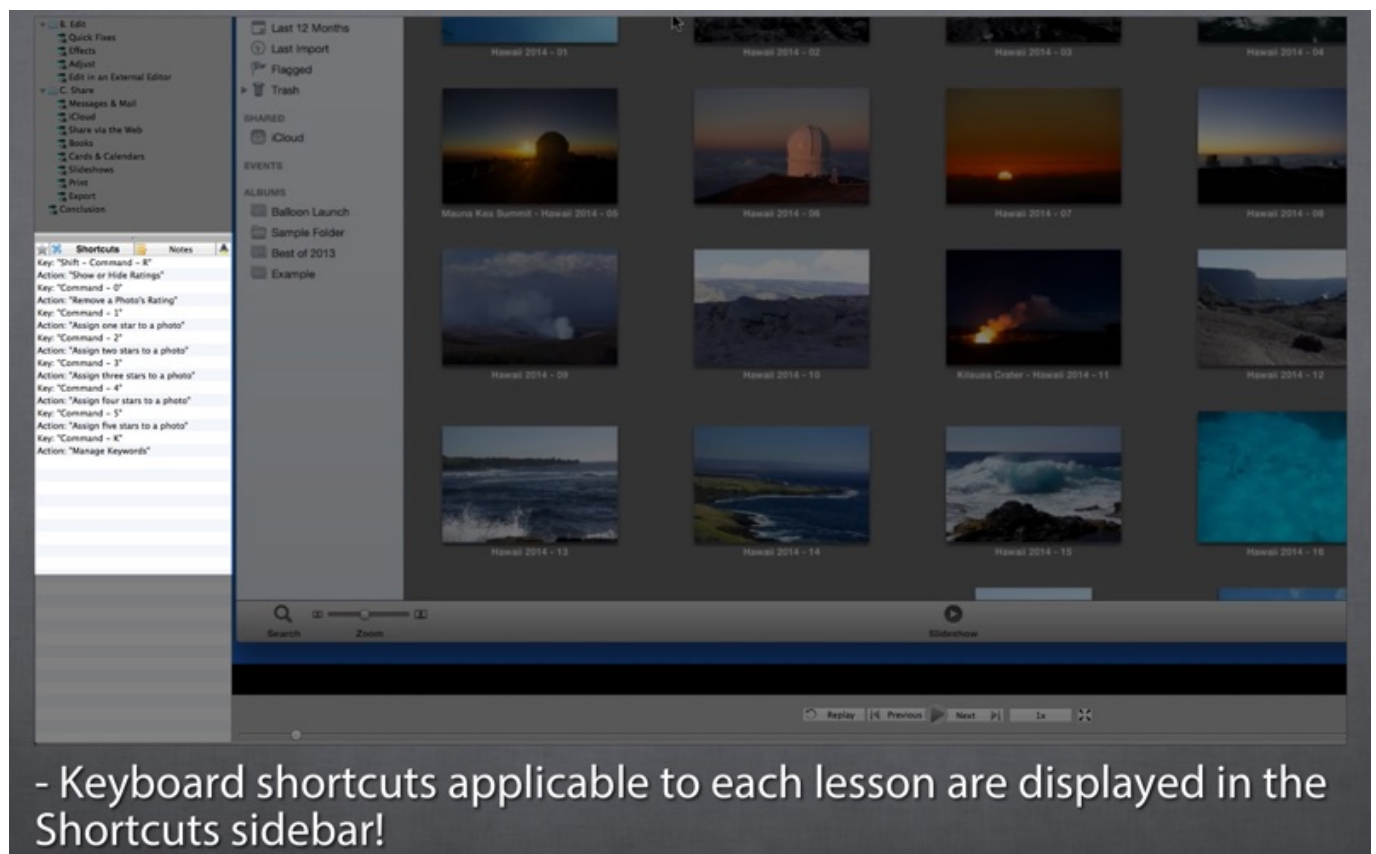 B. Edit
Quick Fixes
Effects
Adjust
Edit in an External Editor
C. Share
Messages & Mail
iCloud
Share via the Web
Books
Cards & Calendars
Slideshows
Print
Export
Conclusion
Shortcuts Notes
Key: "Shift - Command - R"
Action: "Show or Hide Ratings"
Key: "Command - 0"
Action: "Remove a Photo's Rating"
Key: "Command - 1"
Action: "Assign one star to a photo"
Key: "Command - 2"
Action: "Assign two stars to a photo"
Key: "Command - 3"
Action: "Assign three stars to a photo"
Key: "Command - 4"
Action: "Assign four stars to a photo"
Key: "Command - 5"
Action: "Assign five stars to a photo"
Key: "Command - K"
Action: "Manage Keywords"
Last 12 Months
Last Import
Flagged
Trash
SHARED
iCloud
EVENTS
ALBUMS
Balloon Launch
Sample Folder
Best of 2013
Example
Hawaii 2014 - 01 Hawaii 2014 - 02 Hawaii 2014 - 03 Hawaii 2014 - 04
Mauna Kea Summit - Hawaii 2014 - 05 Hawaii 2014 - 06 Hawaii 2014 - 07 Hawaii 2014 - 08
Hawaii 2014 - 09 Hawaii 2014 - 10 Kilauea Crater - Hawaii 2014 - 11 Hawaii 2014 - 12
Hawaii 2014 - 13 Hawaii 2014 - 14 Hawaii 2014 - 15 Hawaii 2014 - 16
Search Zoom Slideshow
Replay Previous Next 1x
- Keyboard shortcuts applicable to each lesson are displayed in the
Shortcuts sidebar!